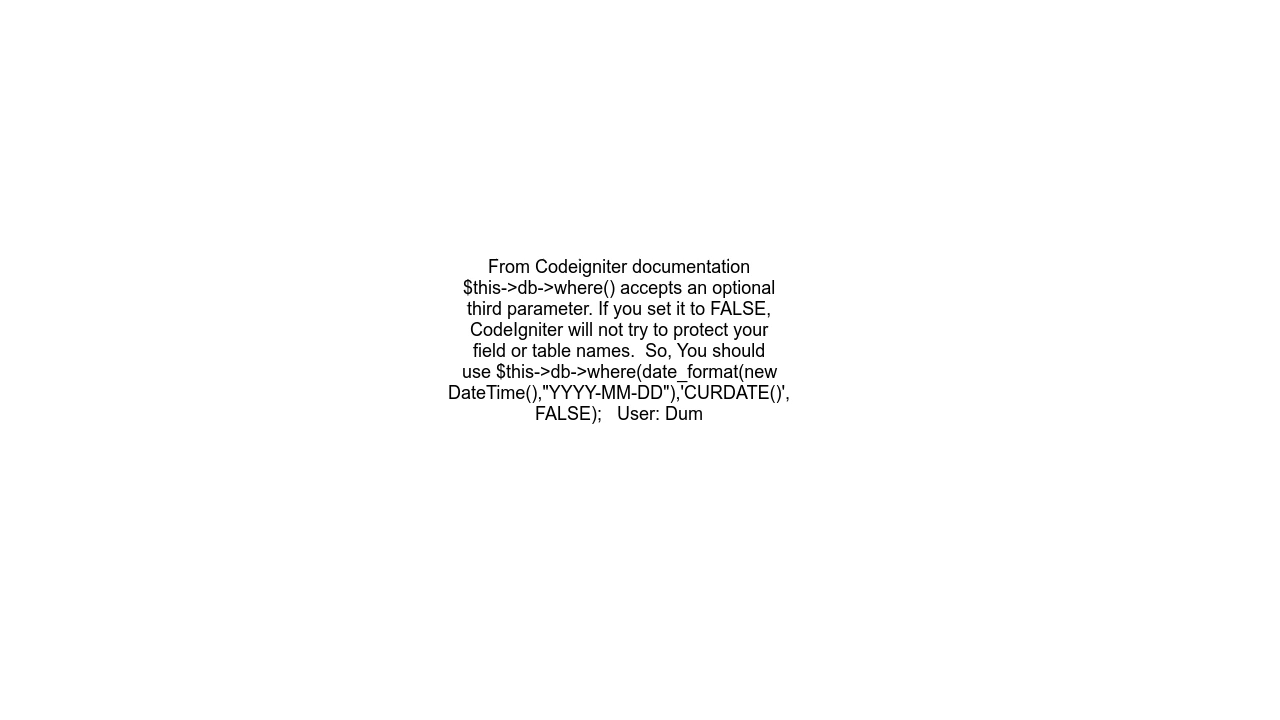 From Codeigniter documentation
$this->db->where() accepts an optional
third parameter. If you set it to FALSE,
CodeIgniter will not try to protect your
field or table names.  So, You should
use $this->db->where(date_format(new
DateTime(),"YYYY-MM-DD"),'CURDATE()',
FALSE);   User: Dum